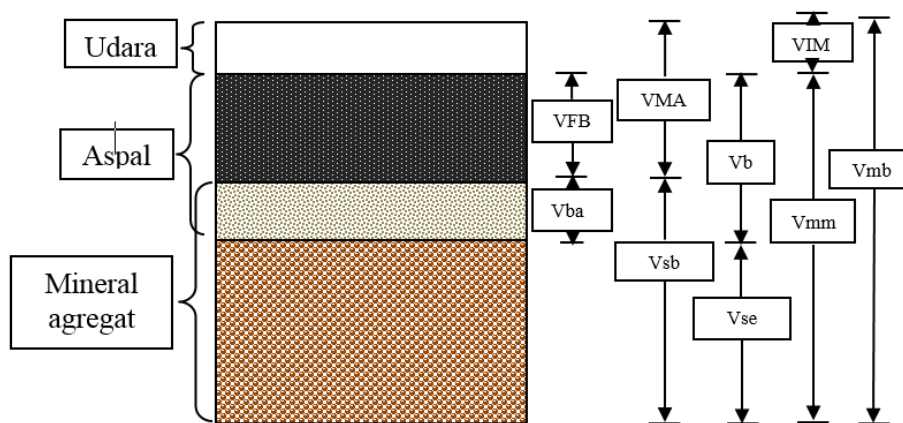 Udara
Aspal
Mineral
agregat
VFB
Vba
VMA
Vsb
Vb
Vse
VIM
Vmm
Vmb